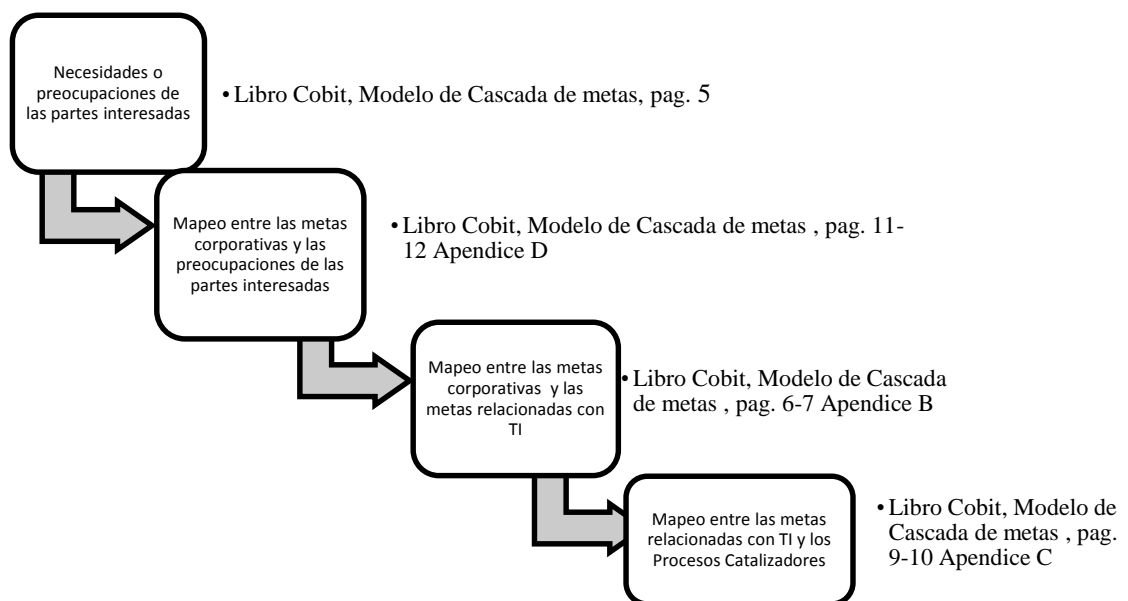 Necesidades o
preocupaciones de
las partes interesadas
• Libro Cobit, Modelo de Cascada de metas, pag. 5
Mapeo entre las metas
corporativas y las
preocupaciones de las
partes interesadas
• Libro Cobit, Modelo de Cascada de metas , pag. 11-
12 Apendice D
Mapeo entre las metas
corporativas y las
metas relacionadas con
TI
• Libro Cobit, Modelo de Cascada
de metas , pag. 6-7 Apendice B
Mapeo entre las metas
relacionadas con TI y los
Procesos Catalizadores
• Libro Cobit, Modelo de
Cascada de metas , pag.
9-10 Apendice C